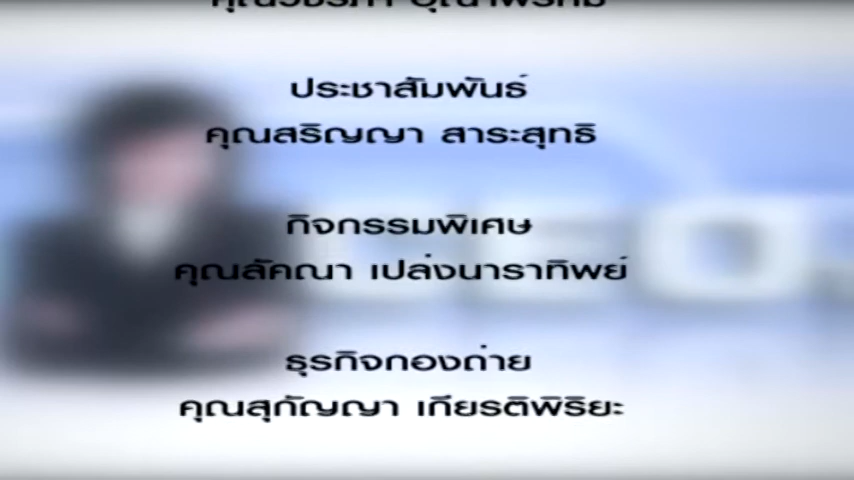 ประชาสัมพันธ์
คุณสริญญา สาระสุทธิ
กิจกรรมพิเศษ
คุณลัคณา เปล่งนาราทิพย์
ธุรกิจกองถ่าย
คุณสุกัญญา เกียรติพิริยะ
CEO